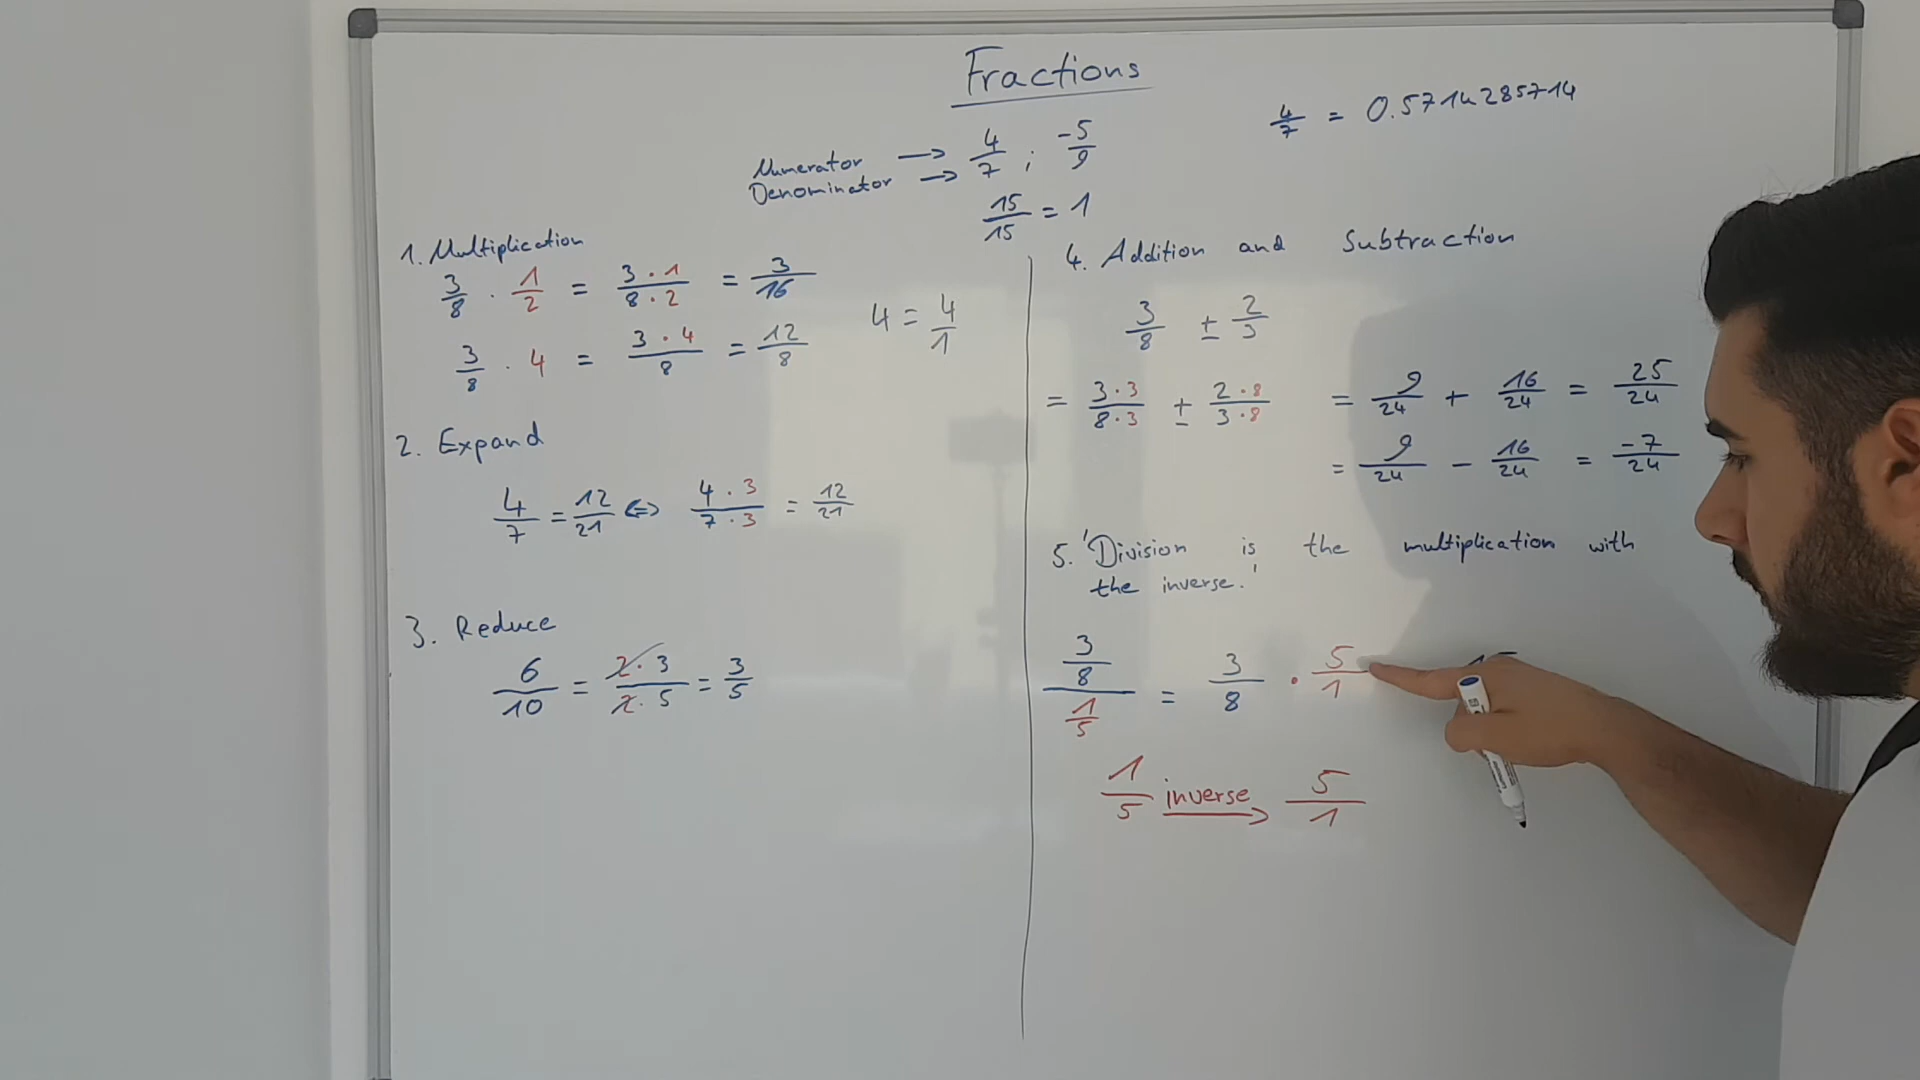 Fractions
4/7 = 0.5714285714
Numerator → 4/7 ; -5/9
Denominator →
15/15 = 1
1. Multiplication
3/8 · 1/2 = 3·1/8·2 = 3/16
3/8 · 4 = 3·4/8 = 12/8
4 = 4/1
2. Expand
4/7 = 12/21 <=> 4·3/7·3 = 12/21
3. Reduce
6/10 = 2·3/2·5 = 3/5
4. Addition and Subtraction
3/8 ± 2/3
= 3·3/8·3 ± 2·8/3·8 = 9/24 + 16/24 = 25/24
= 9/24 - 16/24 = -7/24
5. 'Division is the multiplication with
the inverse.'
3/8 / 1/5 = 3/8 · 5/1
1/5 inverse → 5/1